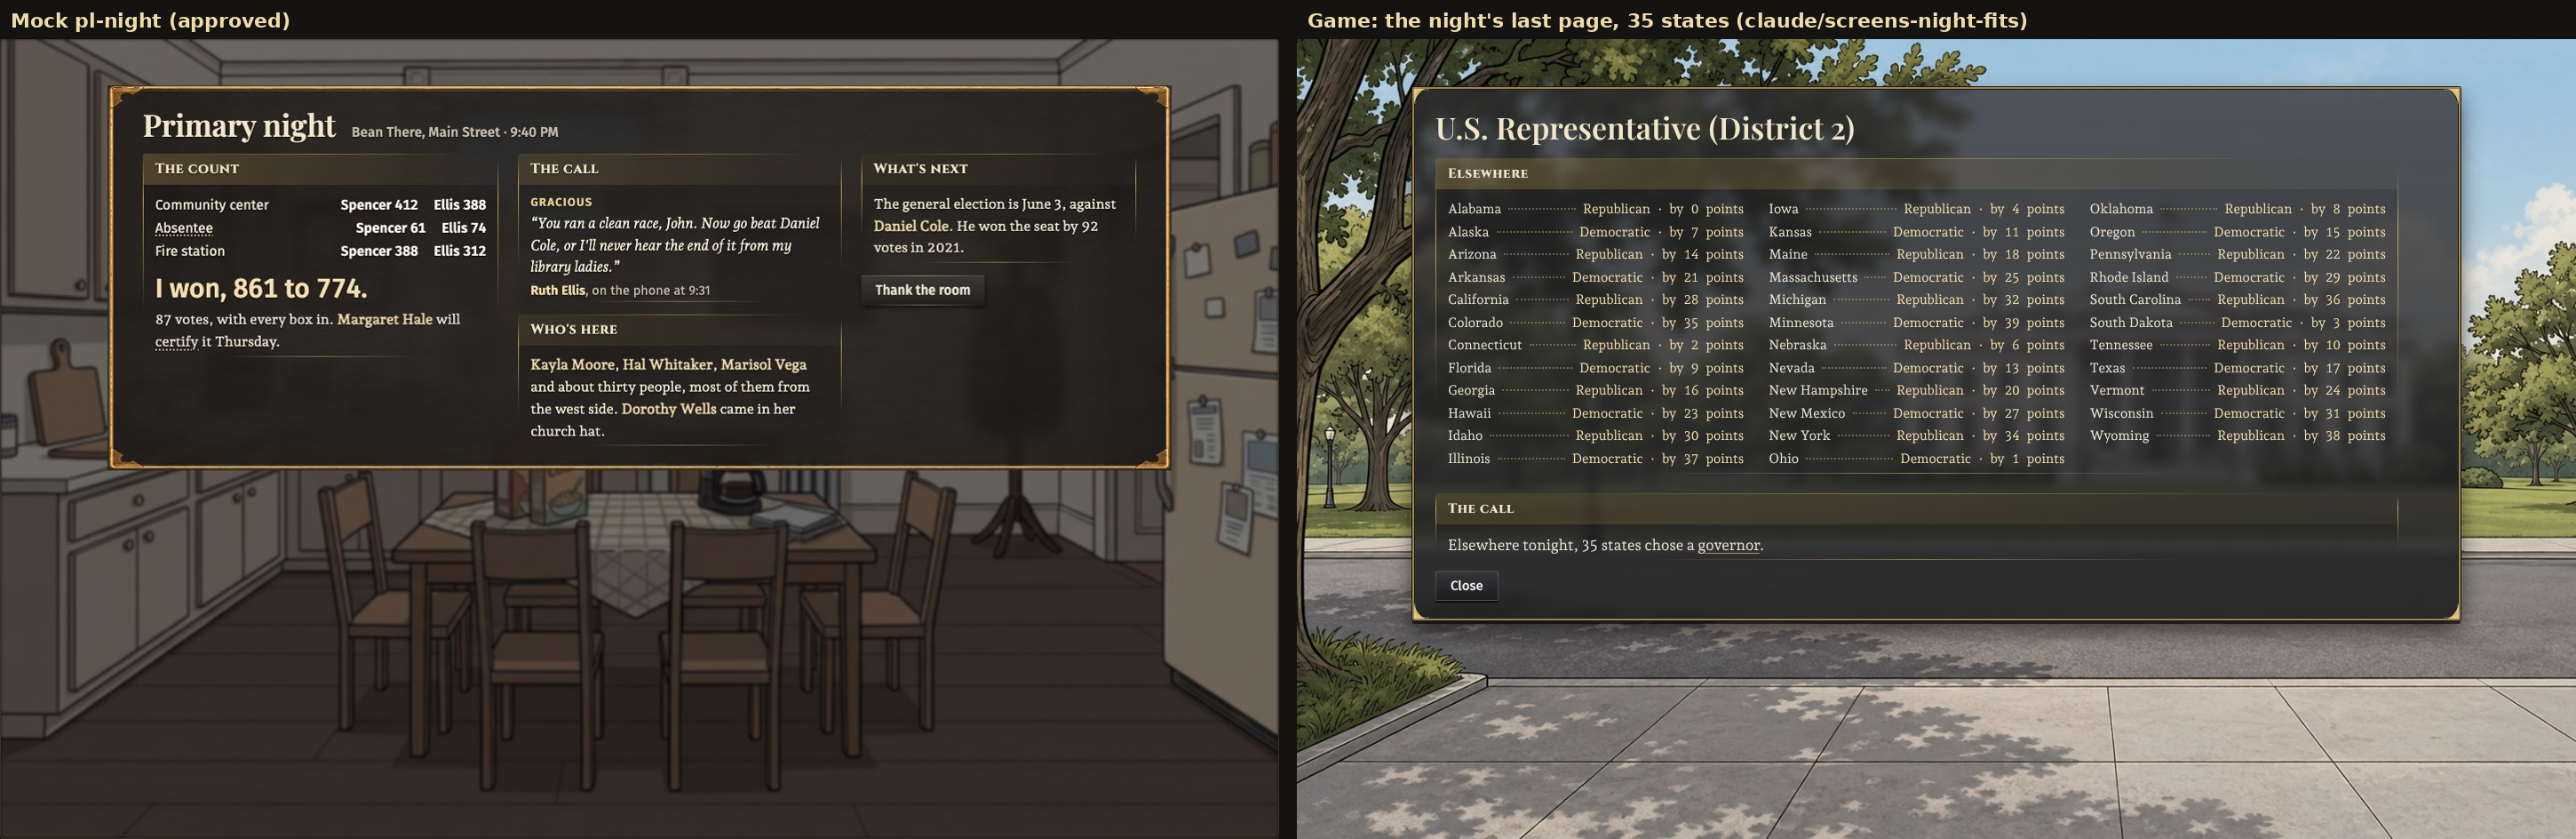 Mock pl-night (approved)
Primary night Bean There, Main Street · 9:40 PM
THE COUNT
Community center Spencer 412 Ellis 388
Absentee Spencer 61 Ellis 74
Fire station Spencer 388 Ellis 312
I won, 861 to 774.
87 votes, with every box in. Margaret Hale will
certify it Thursday.
THE CALL
GRACIOUS
“You ran a clean race, John. Now go beat Daniel
Cole, or I'll never hear the end of it from my
library ladies.”
Ruth Ellis, on the phone at 9:31
WHO'S HERE
Kayla Moore, Hal Whitaker, Marisol Vega
and about thirty people, most of them from
the west side. Dorothy Wells came in her
church hat.
WHAT'S NEXT
The general election is June 3, against
Daniel Cole. He won the seat by 92
votes in 2021.
Thank the room
Game: the night's last page, 35 states (claude/screens-night-fits)
U.S. Representative (District 2)
ELSEWHERE
Alabama Republican · by 0 points
Alaska Democratic · by 7 points
Arizona Republican · by 14 points
Arkansas Democratic · by 21 points
California Republican · by 28 points
Colorado Democratic · by 35 points
Connecticut Republican · by 2 points
Florida Democratic · by 9 points
Georgia Republican · by 16 points
Hawaii Democratic · by 23 points
Idaho Republican · by 30 points
Illinois Democratic · by 37 points
Iowa Republican · by 4 points
Kansas Democratic · by 11 points
Maine Republican · by 18 points
Massachusetts Democratic · by 25 points
Michigan Republican · by 32 points
Minnesota Democratic · by 39 points
Nebraska Republican · by 6 points
Nevada Democratic · by 13 points
New Hampshire Republican · by 20 points
New Mexico Democratic · by 27 points
New York Republican · by 34 points
Ohio Democratic · by 1 points
Oklahoma Republican · by 8 points
Oregon Democratic · by 15 points
Pennsylvania Republican · by 22 points
Rhode Island Democratic · by 29 points
South Carolina Republican · by 36 points
South Dakota Democratic · by 3 points
Tennessee Republican · by 10 points
Texas Democratic · by 17 points
Vermont Republican · by 24 points
Wisconsin Democratic · by 31 points
Wyoming Republican · by 38 points
THE CALL
Elsewhere tonight, 35 states chose a governor.
Close